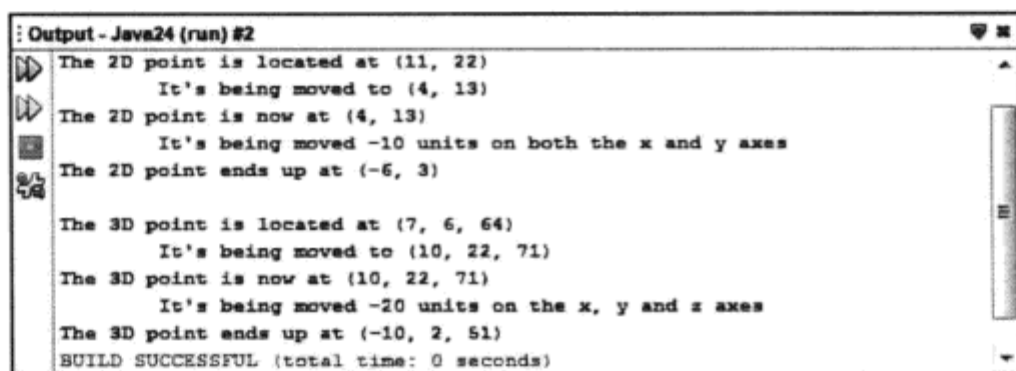 Output - Java24 (run) #2
The 2D point is located at (11, 22)
It's being moved to (4, 13)
The 2D point is now at (4, 13)
It's being moved -10 units on both the x and y axes
The 2D point ends up at (-6, 3)
The 3D point is located at (7, 6, 64)
It's being moved to (10, 22, 71)
The 3D point is now at (10, 22, 71)
It's being moved -20 units on the x, y and z axes
The 3D point ends up at (-10, 2, 51)
BUILD SUCCESSFUL (total time: 0 seconds)